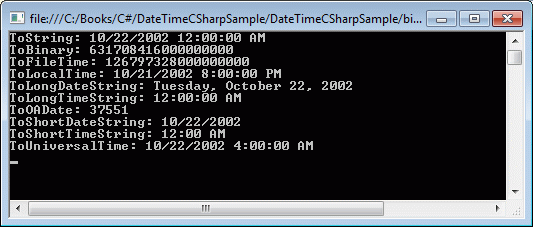 file:///C:/Books/C#/DateTimeCSharpSample/DateTimeCSharpSample/bi...
ToString: 10/22/2002 12:00:00 AM
ToBinary: 631708416000000000
ToFileTime: 126797328000000000
ToLocalTime: 10/21/2002 8:00:00 PM
ToLongDateString: Tuesday, October 22, 2002
ToLongTimeString: 12:00:00 AM
ToOADate: 37551
ToShortDateString: 10/22/2002
ToShortTimeString: 12:00 AM
ToUniversalTime: 10/22/2002 4:00:00 AM